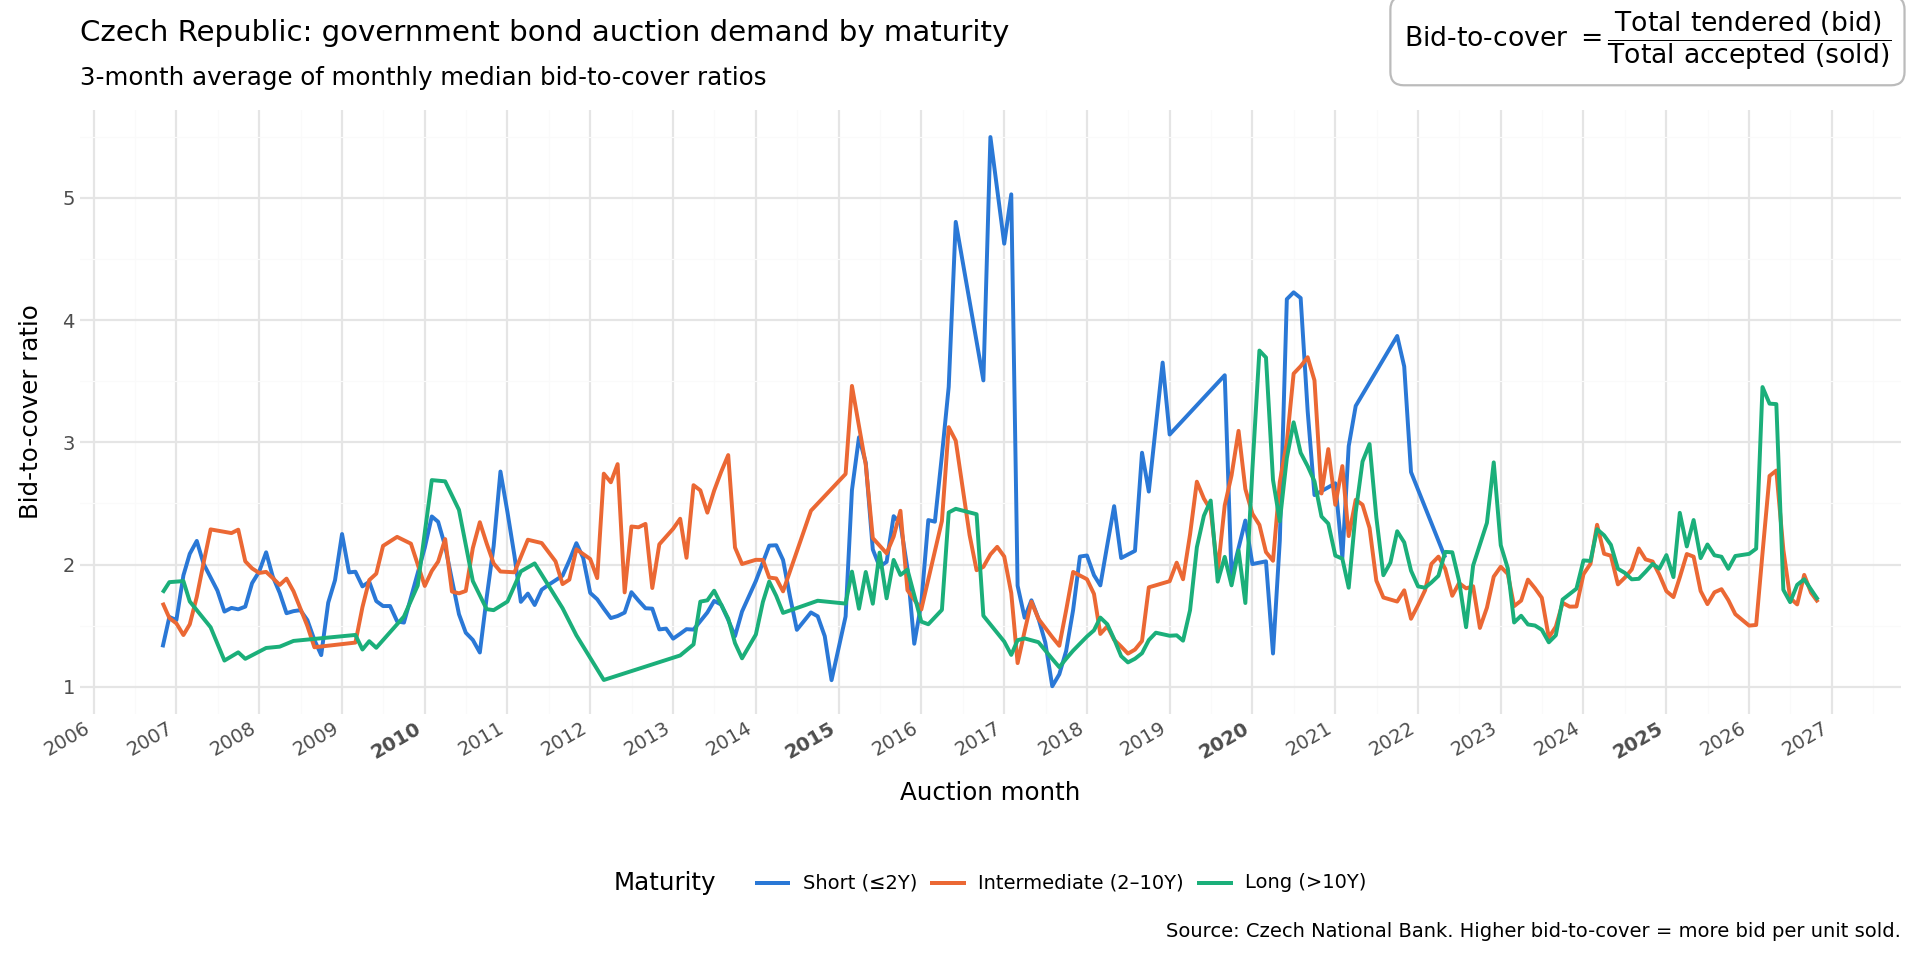 Czech Republic: government bond auction demand by maturity
3-month average of monthly median bid-to-cover ratios
Bid-to-cover = Total tendered (bid)
Total accepted (sold)
Bid-to-cover ratio
5
4
3
2
1
2006 2007 2008 2009 2010 2011 2012 2013 2014 2015 2016 2017 2018 2019 2020 2021 2022 2023 2024 2025 2026 2027
Auction month
Maturity Short (≤2Y) Intermediate (2–10Y) Long (>10Y)
Source: Czech National Bank. Higher bid-to-cover = more bid per unit sold.